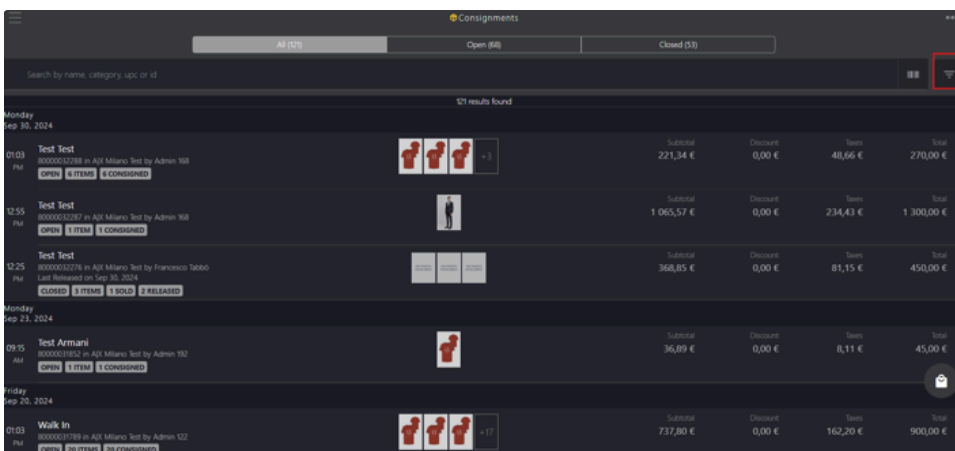 Consignments
All (121)
Open (68)
Closed (53)
Search by name, category, upc or id
121 results found
Monday
Sep 30, 2024
01:03 PM
Test Test
80000032288 in AJX Milano Test by Admin 168
OPEN 6 ITEMS 6 CONSIGNED
+3
Subtotal Discount Taxes Total
221,34 € 0,00 € 48,66 € 270,00 €
12:55 PM
Test Test
80000032287 in AJX Milano Test by Admin 168
OPEN 1 ITEM 1 CONSIGNED
Subtotal Discount Taxes Total
1 065,57 € 0,00 € 234,43 € 1 300,00 €
12:25 PM
Test Test
80000032276 in AJX Milano Test by Francesco Tabbò
Last Released on Sep 30, 2024
CLOSED 3 ITEMS 1 SOLD 2 RELEASED
Subtotal Discount Taxes Total
368,85 € 0,00 € 81,15 € 450,00 €
Monday
Sep 23, 2024
09:15 AM
Test Armani
80000031852 in AJX Milano Test by Admin 192
OPEN 1 ITEM 1 CONSIGNED
Subtotal Discount Taxes Total
36,89 € 0,00 € 8,11 € 45,00 €
Friday
Sep 20, 2024
01:03 PM
Walk In
80000031789 in AJX Milano Test by Admin 122
OPEN 20 ITEMS 20 CONSIGNED
+17
Subtotal Discount Taxes Total
737,80 € 0,00 € 162,20 € 900,00 €